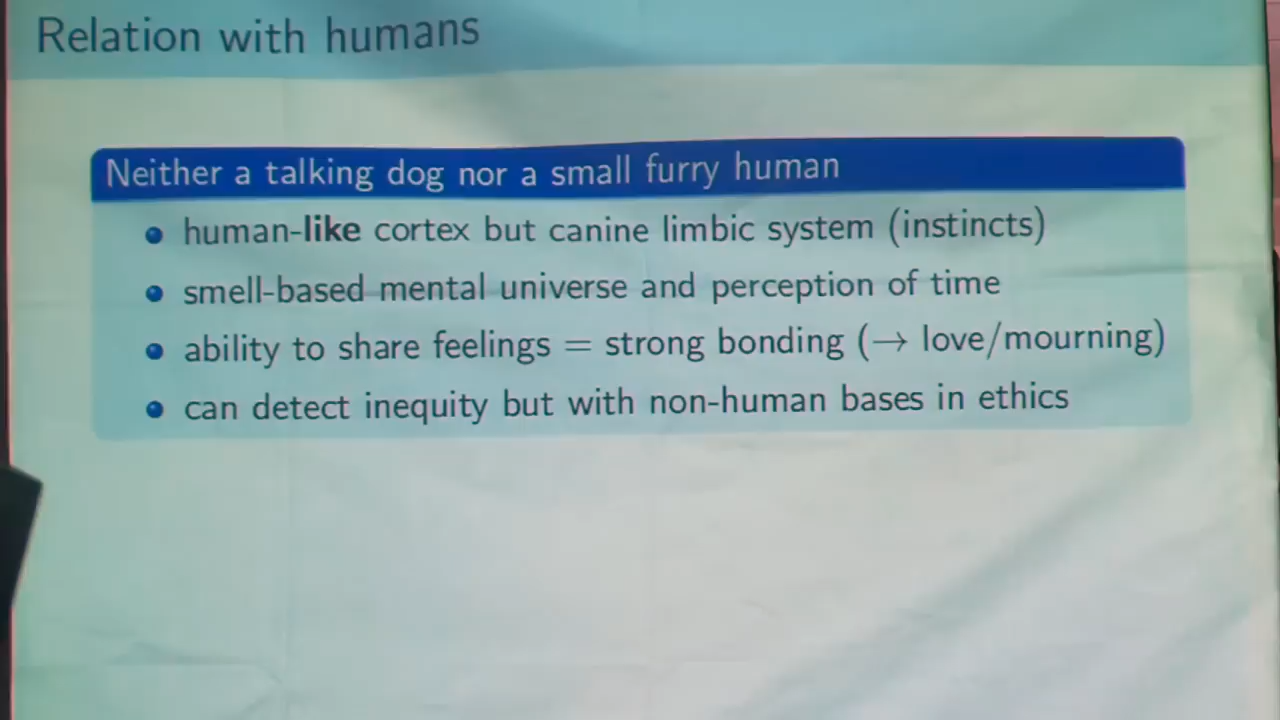 Relation with humans
Neither a talking dog nor a small furry human
human-like cortex but canine limbic system (instincts)
smell-based mental universe and perception of time
ability to share feelings = strong bonding (→ love/mourning)
can detect inequity but with non-human bases in ethics